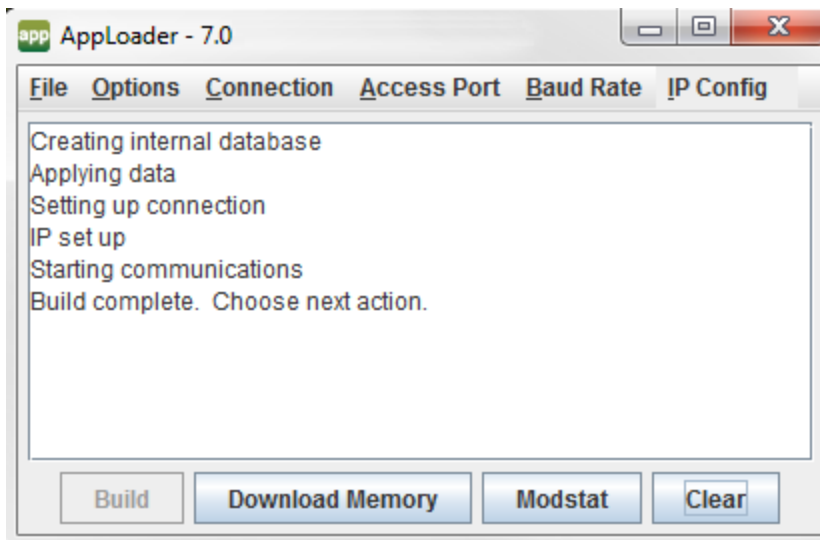 app AppLoader - 7.0
File Options Connection Access Port Baud Rate IP Config
Creating internal database
Applying data
Setting up connection
IP set up
Starting communications
Build complete.  Choose next action.
Build Download Memory Modstat Clear